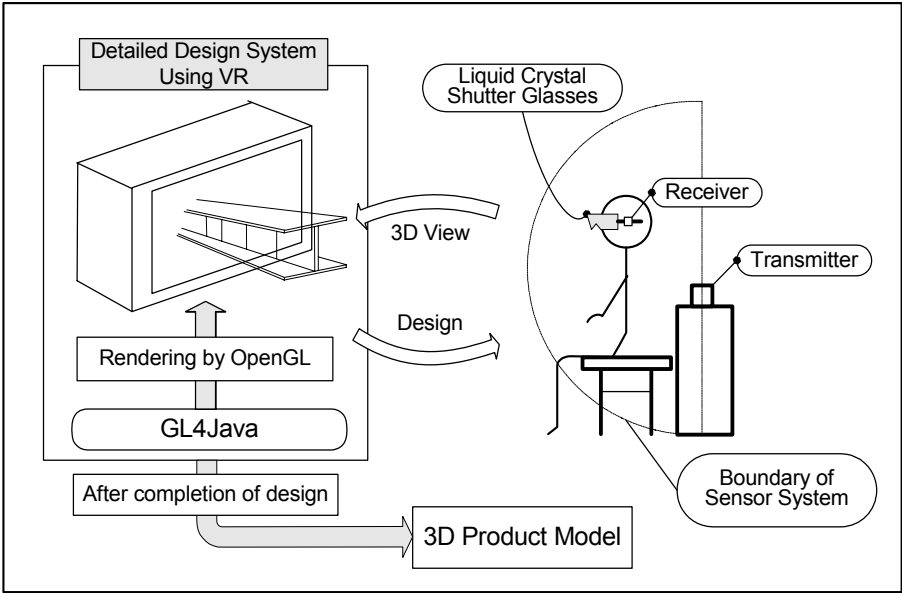 Detailed Design System
Using VR
Liquid Crystal
Shutter Glasses
Receiver
3D View
Transmitter
Design
Rendering by OpenGL
GL4Java
After completion of design
Boundary of
Sensor System
3D Product Model